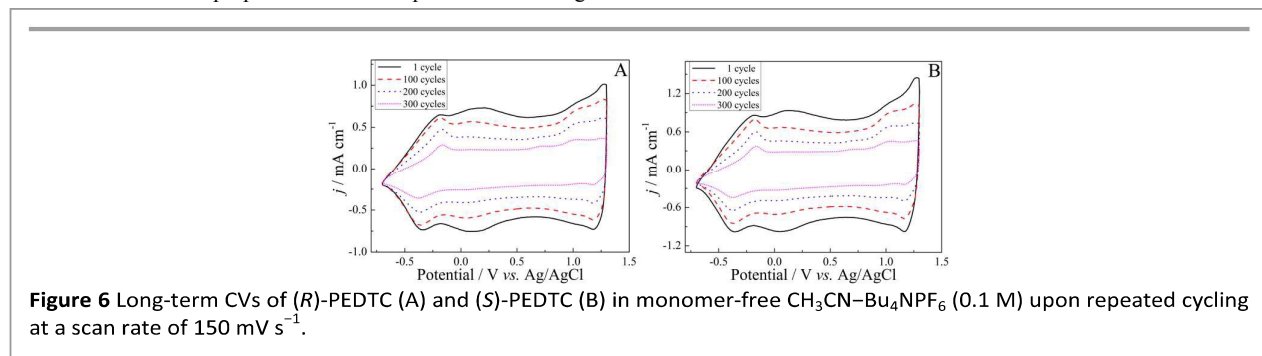 A
1 cycle
100 cycles
200 cycles
300 cycles
1.0
0.5
0.0
-0.5
-1.0
j / mA cm⁻¹
-0.5 0.0 0.5 1.0 1.5
Potential / V vs. Ag/AgCl
B
1 cycle
100 cycles
200 cycles
300 cycles
1.2
0.6
0.0
-0.6
-1.2
j / mA cm⁻¹
-0.5 0.0 0.5 1.0 1.5
Potential / V vs. Ag/AgCl
Figure 6 Long-term CVs of (R)-PEDTC (A) and (S)-PEDTC (B) in monomer-free CH₃CN−Bu₄NPF₆ (0.1 M) upon repeated cycling
at a scan rate of 150 mV s⁻¹.